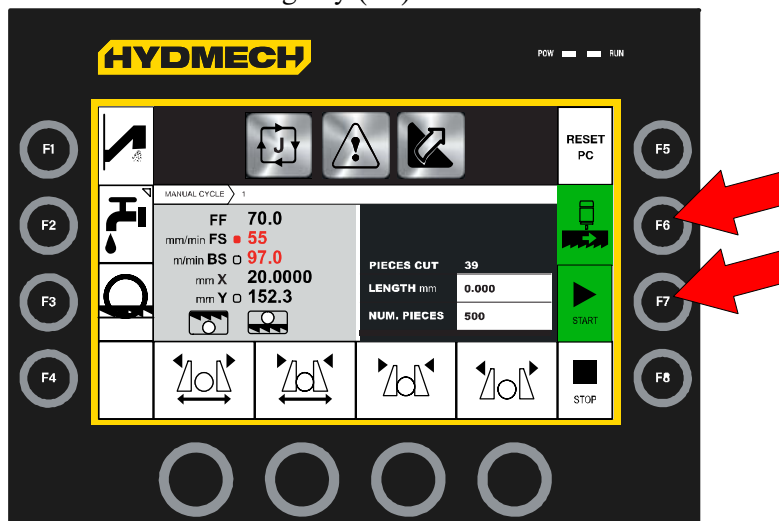 HYDMECH
POW
RUN
F1
F2
F3
F4
J
RESET
PC
F5
F6
F7
F8
MANUAL CYCLE
1
FF 70.0
mm/min FS 55
m/min BS 97.0
mm X 20.0000
mm Y 152.3
PIECES CUT 39
LENGTH mm 0.000
NUM. PIECES 500
START
STOP